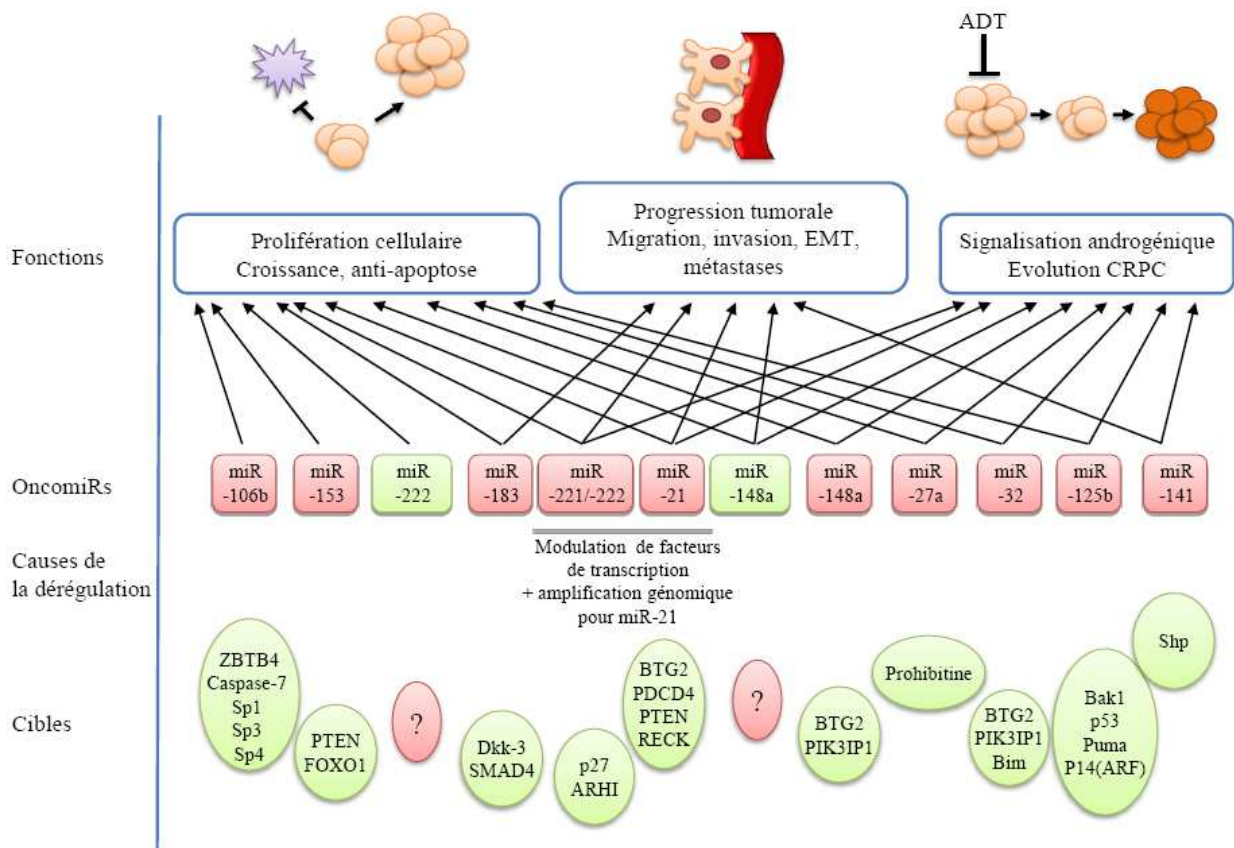 ADT
Fonctions
Prolifération cellulaire
Croissance, anti-apoptose
Progression tumorale
Migration, invasion, EMT,
métastases
Signalisation androgénique
Evolution CRPC
OncomiRs
miR
-106b
miR
-153
miR
-222
miR
-183
miR
-221/-222
miR
-21
miR
-148a
miR
-148a
miR
-27a
miR
-32
miR
-125b
miR
-141
Causes de
la dérégulation
Modulation de facteurs
de transcription
+ amplification génomique
pour miR-21
Cibles
ZBTB4
Caspase-7
Sp1
Sp3
Sp4
PTEN
FOXO1
?
Dkk-3
SMAD4
p27
ARHI
BTG2
PDCD4
PTEN
RECK
?
BTG2
PIK3IP1
Prohibitine
BTG2
PIK3IP1
Bim
Bak1
p53
Puma
P14(ARF)
Shp